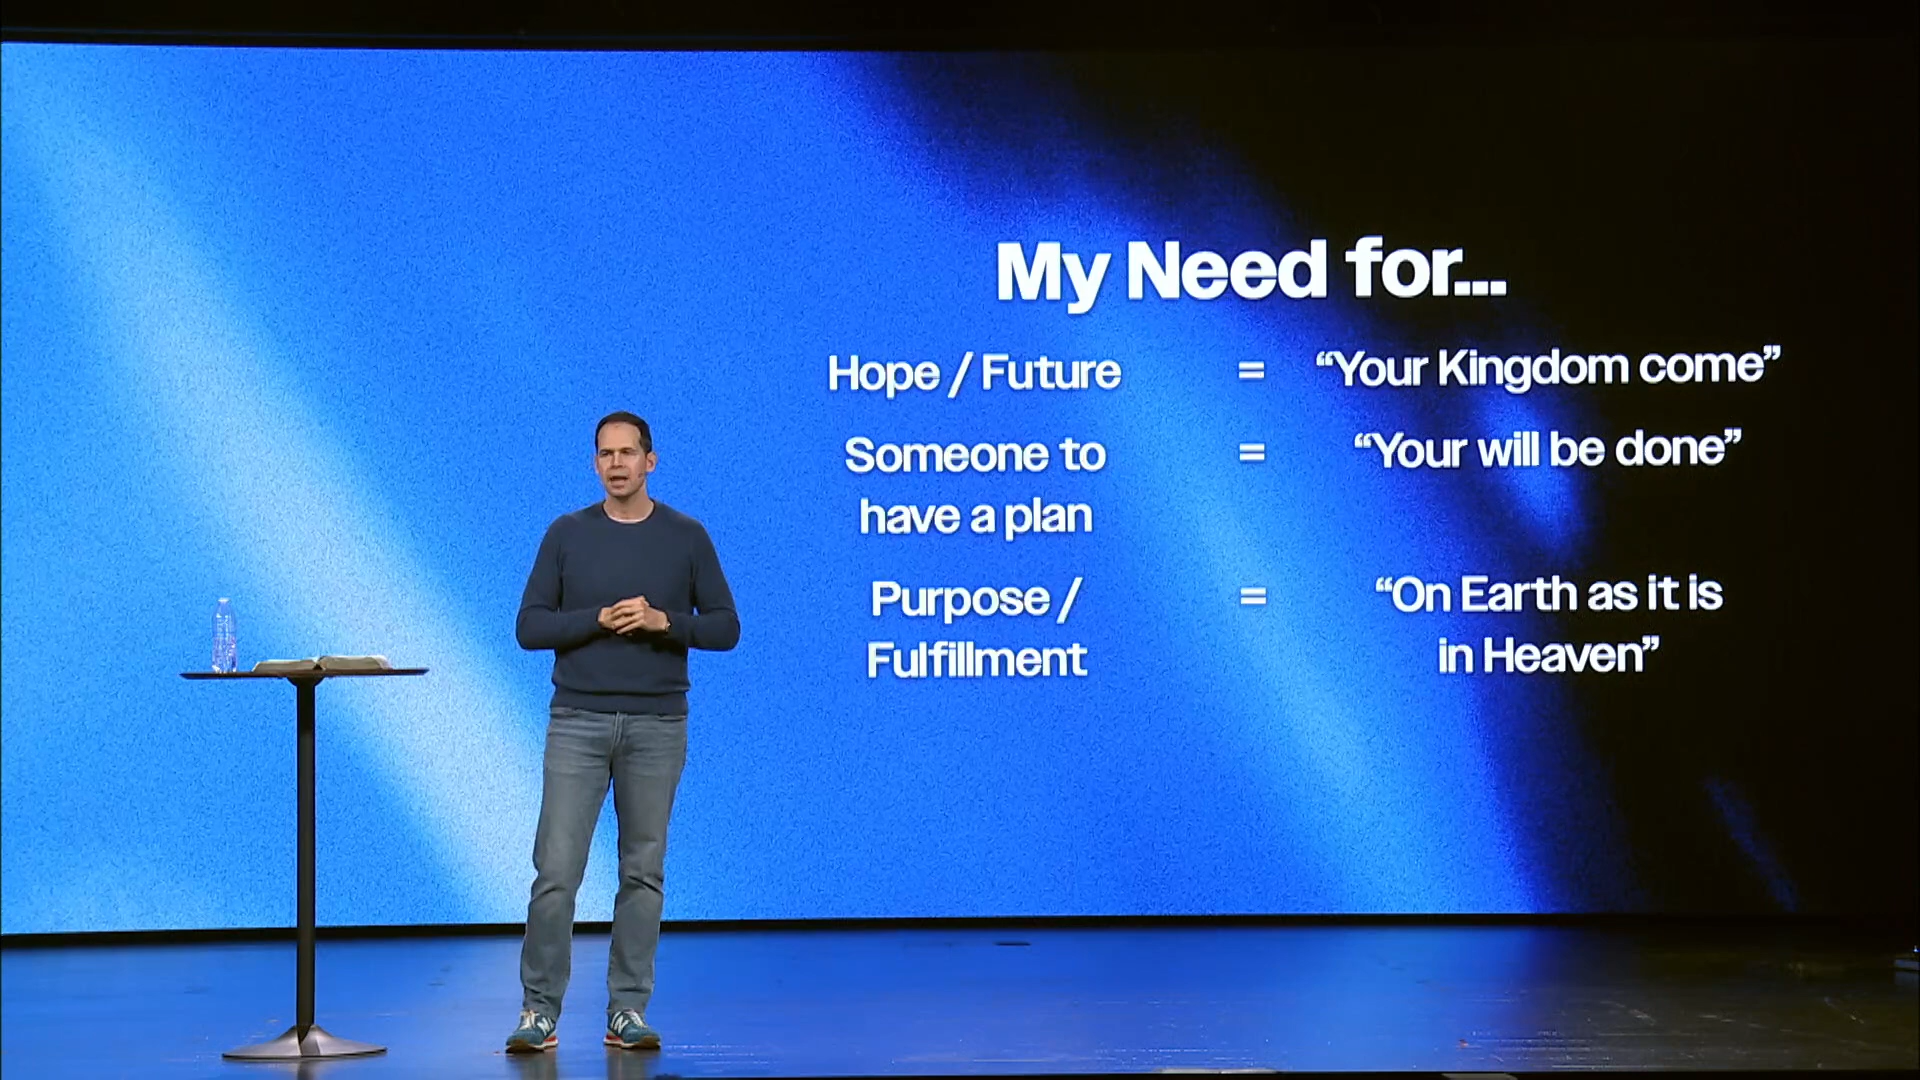 My Need for...
Hope / Future = “Your Kingdom come”
Someone to = “Your will be done”
have a plan
Purpose / = “On Earth as it is
Fulfillment in Heaven”
N N